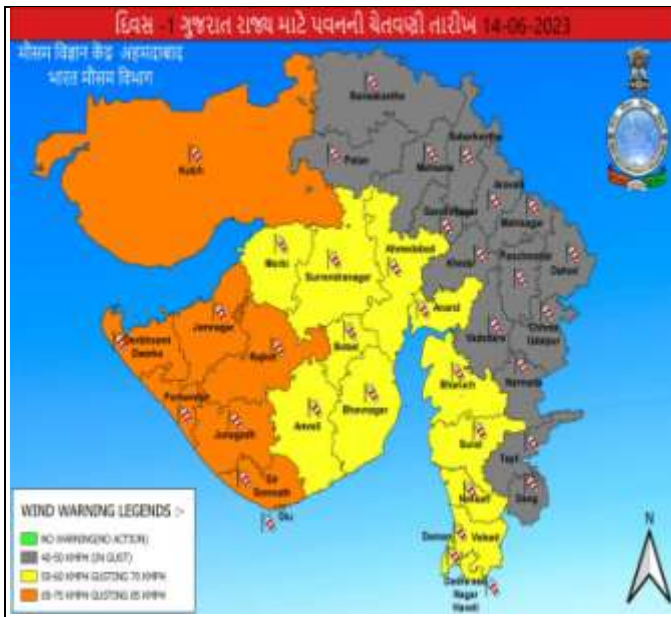 દિવસ -1 ગુજરાત રાજ્ય માટે પવનની ચેતવણી તારીખ 14-06-2023
मौसम विज्ञान केंद्र अहमदाबाद
भारत मौसम विभाग
Banaskantha
Kutch
Patan
Mehsana
Sabarkantha
Aravalli
Gandhinagar
Mahisagar
Morbi
Surendranagar
Ahmedabad
Kheda
Panchmahal
Dahod
Jamnagar
Anand
Devbhoomi
Dwarka
Rajkot
Botad
Vadodara
Chhota
Udaipur
Porbandar
Bharuch
Narmada
Junagadh
Amreli
Bhavnagar
Surat
Tapi
Gir
Somnath
Navsari
Dang
Diu
Daman
Valsad
Dadra and
Nagar
Haveli
WIND WARNING LEGENDS :-
NO WARNING(NO ACTION)
40-50 KMPH (IN GUST)
50-60 KMPH GUSTING 70 KMPH
65-75 KMPH GUSTING 85 KMPH
N